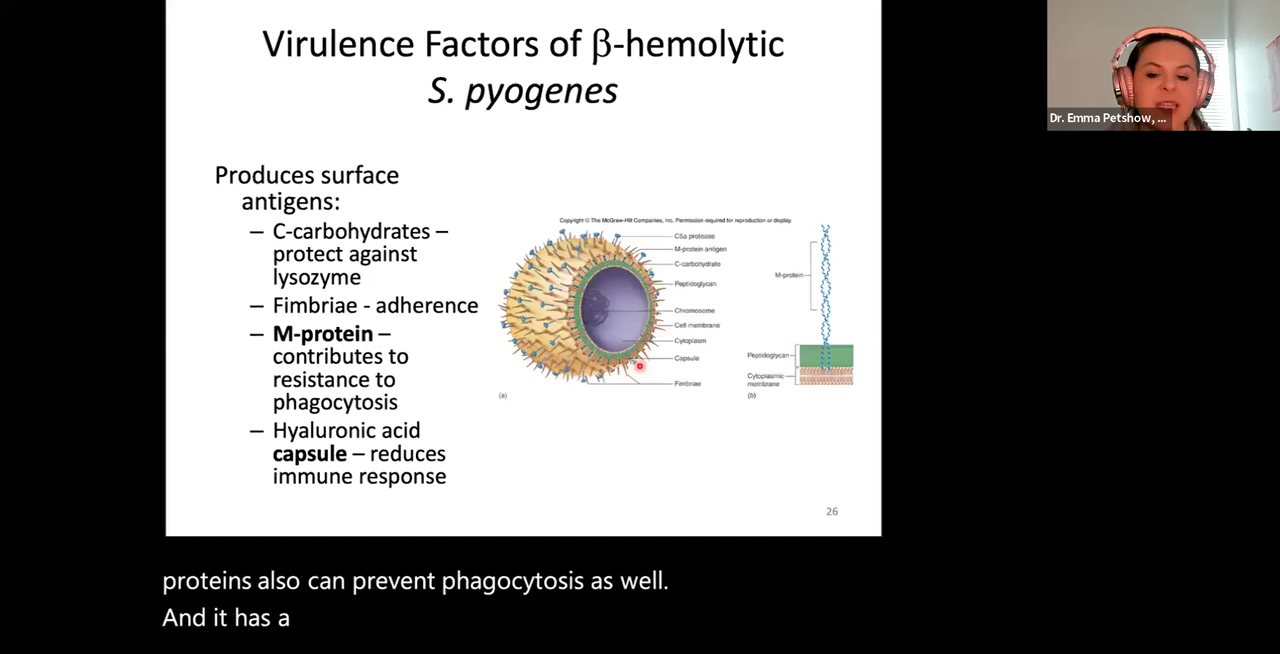 Virulence Factors of β-hemolytic
S. pyogenes
Dr. Emma Petshow, ...
Produces surface
antigens:
– C-carbohydrates –
protect against
lysozyme
– Fimbriae - adherence
– M-protein –
contributes to
resistance to
phagocytosis
– Hyaluronic acid
capsule – reduces
immune response
Copyright © The McGraw-Hill Companies, Inc. Permission required for reproduction or display.
C5a protease
M-protein antigen
C-carbohydrate
Peptidoglycan
Chromosome
Cell membrane
Cytoplasm
Capsule
Fimbriae
(a)
M-protein
Peptidoglycan
Cytoplasmic
membrane
(b)
26
proteins also can prevent phagocytosis as well.
And it has a